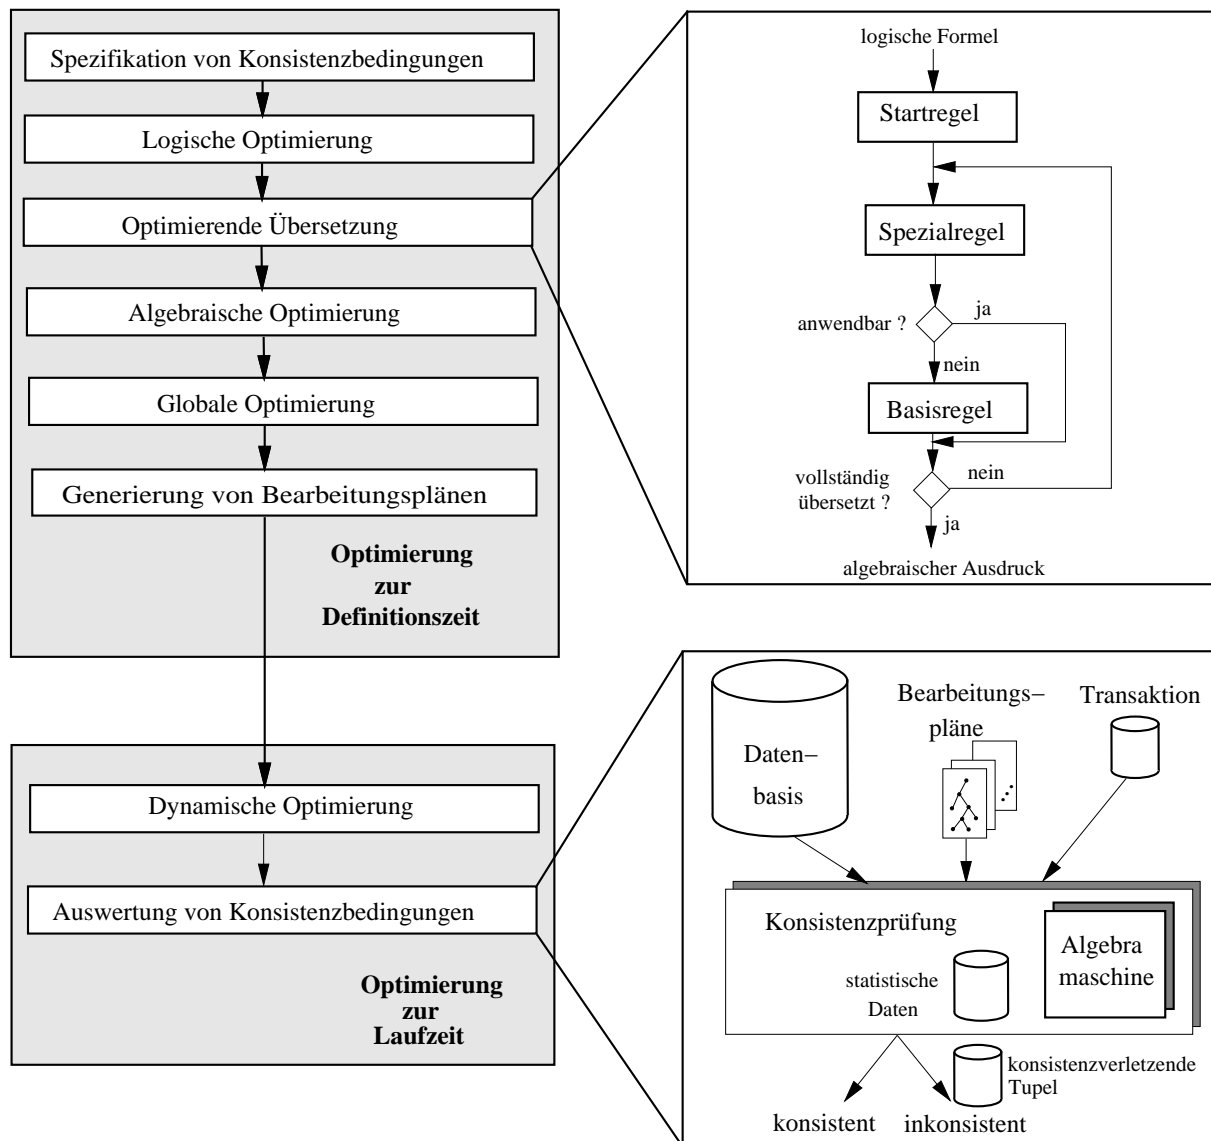 Spezifikation von Konsistenzbedingungen
Logische Optimierung
Optimierende Übersetzung
Algebraische Optimierung
Globale Optimierung
Generierung von Bearbeitungsplänen
Optimierung
zur
Definitionszeit
logische Formel
Startregel
Spezialregel
anwendbar ?
ja
nein
Basisregel
vollständig
übersetzt ?
nein
ja
algebraischer Ausdruck
Dynamische Optimierung
Auswertung von Konsistenzbedingungen
Optimierung
zur
Laufzeit
Daten–
basis
Bearbeitungs–
pläne
Transaktion
Konsistenzprüfung
statistische
Daten
Algebra
maschine
konsistenzverletzende
Tupel
konsistent
inkonsistent